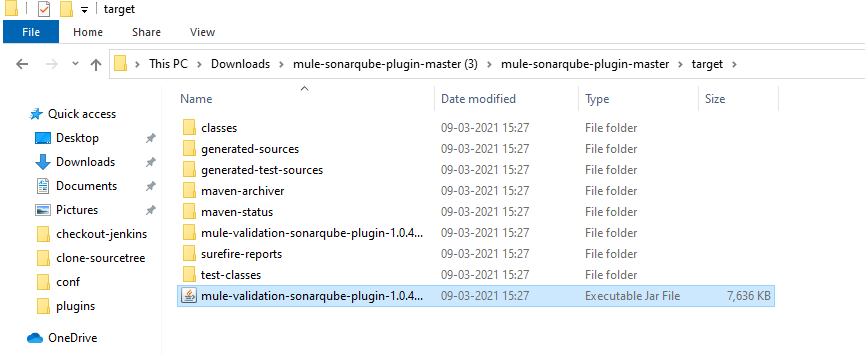 target
File Home Share View
This PC Downloads mule-sonarqube-plugin-master (3) mule-sonarqube-plugin-master target
Name Date modified Type Size
Quick access
Desktop
Downloads
Documents
Pictures
checkout-jenkins
clone-sourcetree
conf
plugins
OneDrive
classes 09-03-2021 15:27 File folder
generated-sources 09-03-2021 15:27 File folder
generated-test-sources 09-03-2021 15:27 File folder
maven-archiver 09-03-2021 15:27 File folder
maven-status 09-03-2021 15:27 File folder
mule-validation-sonarqube-plugin-1.0.4... 09-03-2021 15:27 File folder
surefire-reports 09-03-2021 15:27 File folder
test-classes 09-03-2021 15:27 File folder
mule-validation-sonarqube-plugin-1.0.4... 09-03-2021 15:27 Executable Jar File 7,636 KB